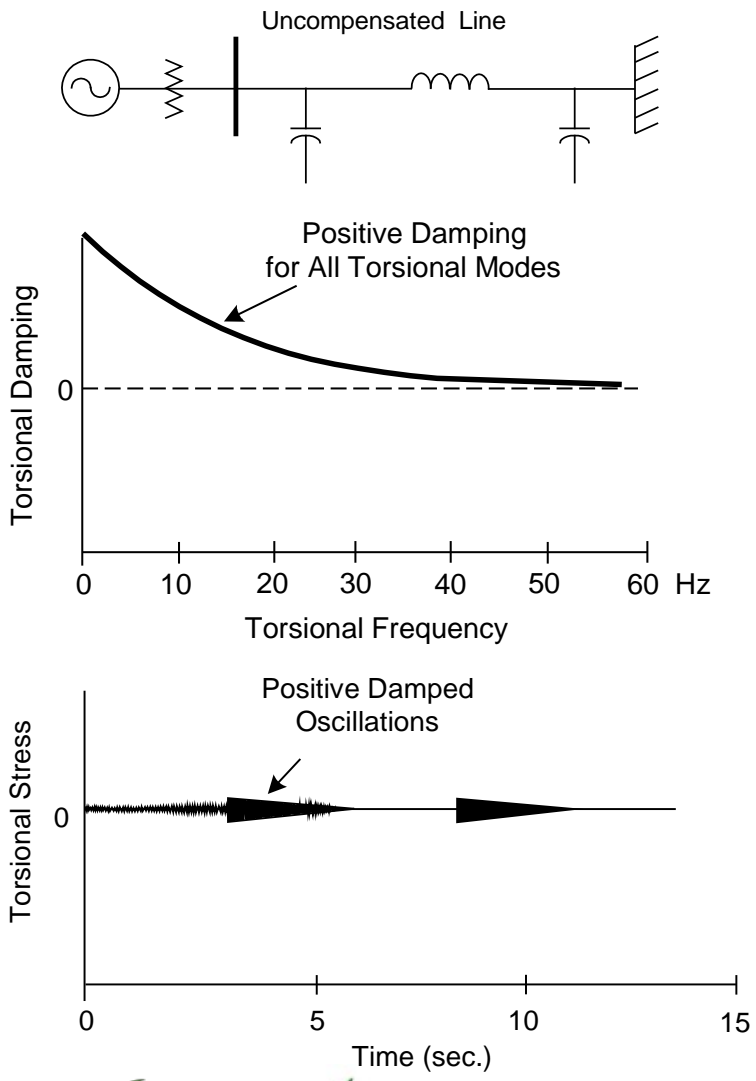 Uncompensated Line
Positive Damping
for All Torsional Modes
Torsional Damping
0
0 10 20 30 40 50 60 Hz
Torsional Frequency
Positive Damped
Oscillations
Torsional Stress
0
0 5 10 15
Time (sec.)